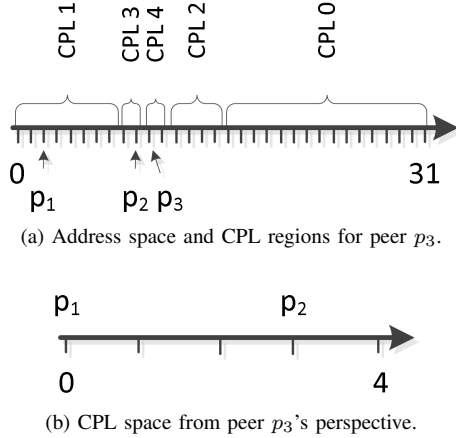 CPL 1
CPL 3
CPL 4
CPL 2
CPL 0
0
31
p1
p2
p3
(a) Address space and CPL regions for peer p3.
p1
p2
0
4
(b) CPL space from peer p3's perspective.